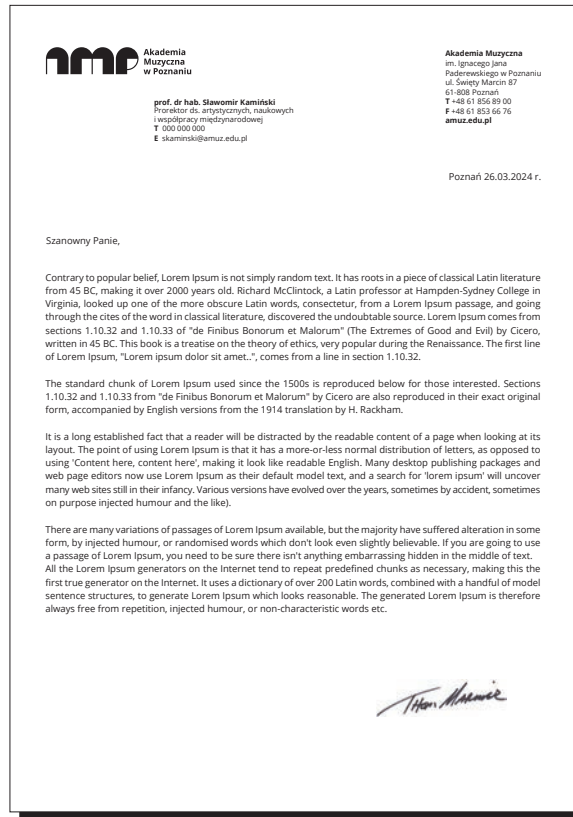 amp
Akademia
Muzyczna
w Poznaniu
Akademia Muzyczna
im. Ignacego Jana
Paderewskiego w Poznaniu
ul. Święty Marcin 87
61-808 Poznań
T +48 61 856 89 00
F +48 61 853 66 76
amuz.edu.pl
prof. dr hab. Sławomir Kamiński
Prorektor ds. artystycznych, naukowych
i współpracy międzynarodowej
T 000 000 000
E skaminski@amuz.edu.pl
Poznań 26.03.2024 r.
Szanowny Panie,
Contrary to popular belief, Lorem Ipsum is not simply random text. It has roots in a piece of classical Latin literature
from 45 BC, making it over 2000 years old. Richard McClintock, a Latin professor at Hampden-Sydney College in
Virginia, looked up one of the more obscure Latin words, consectetur, from a Lorem Ipsum passage, and going
through the cites of the word in classical literature, discovered the undoubtable source. Lorem Ipsum comes from
sections 1.10.32 and 1.10.33 of "de Finibus Bonorum et Malorum" (The Extremes of Good and Evil) by Cicero,
written in 45 BC. This book is a treatise on the theory of ethics, very popular during the Renaissance. The first line
of Lorem Ipsum, "Lorem ipsum dolor sit amet..", comes from a line in section 1.10.32.
The standard chunk of Lorem Ipsum used since the 1500s is reproduced below for those interested. Sections
1.10.32 and 1.10.33 from "de Finibus Bonorum et Malorum" by Cicero are also reproduced in their exact original
form, accompanied by English versions from the 1914 translation by H. Rackham.
It is a long established fact that a reader will be distracted by the readable content of a page when looking at its
layout. The point of using Lorem Ipsum is that it has a more-or-less normal distribution of letters, as opposed to
using 'Content here, content here', making it look like readable English. Many desktop publishing packages and
web page editors now use Lorem Ipsum as their default model text, and a search for 'lorem ipsum' will uncover
many web sites still in their infancy. Various versions have evolved over the years, sometimes by accident, sometimes
on purpose injected humour and the like).
There are many variations of passages of Lorem Ipsum available, but the majority have suffered alteration in some
form, by injected humour, or randomised words which don't look even slightly believable. If you are going to use
a passage of Lorem Ipsum, you need to be sure there isn't anything embarrassing hidden in the middle of text.
All the Lorem Ipsum generators on the Internet tend to repeat predefined chunks as necessary, making this the
first true generator on the Internet. It uses a dictionary of over 200 Latin words, combined with a handful of model
sentence structures, to generate Lorem Ipsum which looks reasonable. The generated Lorem Ipsum is therefore
always free from repetition, injected humour, or non-characteristic words etc.